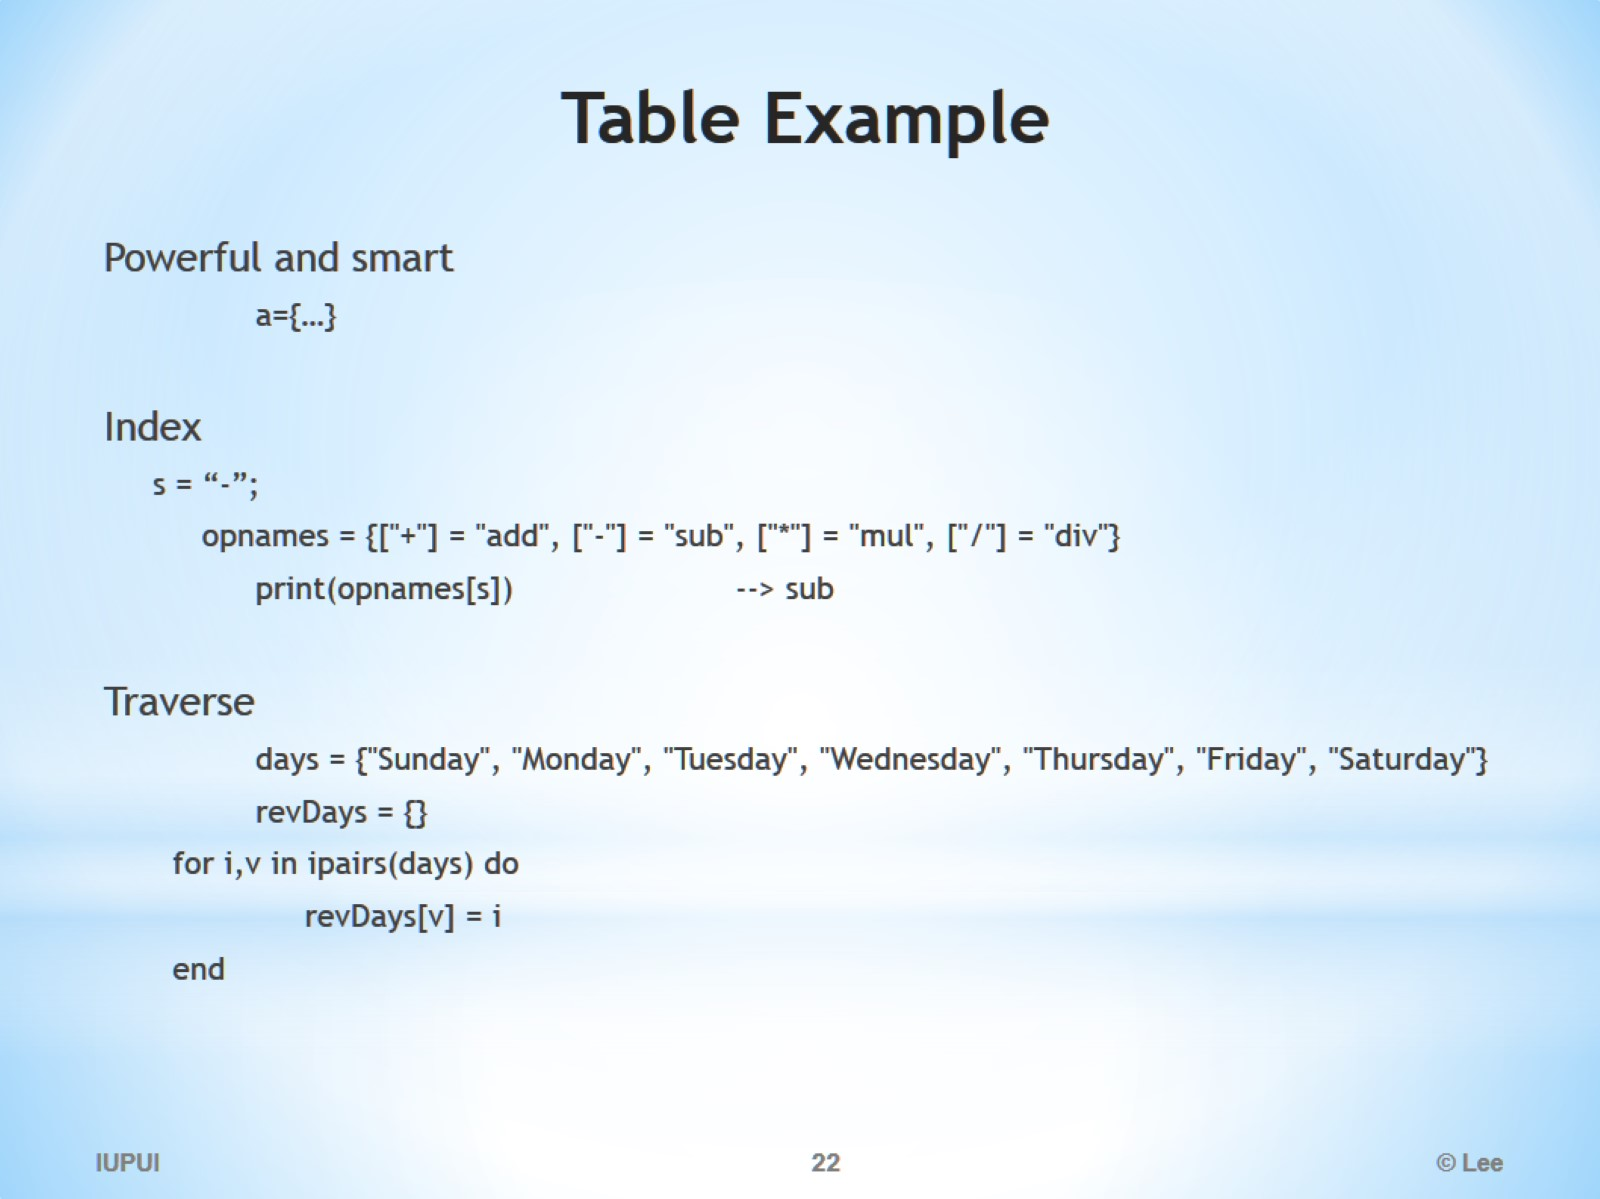 Table Example
Powerful and smart
a={...}
Index
s = “-”;
opnames = {["+"] = "add", ["-"] = "sub", ["*"] = "mul", ["/"] = "div"}
print(opnames[s]) --> sub
Traverse
days = {"Sunday", "Monday", "Tuesday", "Wednesday", "Thursday", "Friday", "Saturday"}
revDays = {}
for i,v in ipairs(days) do
revDays[v] = i
end
IUPUI 22 © Lee